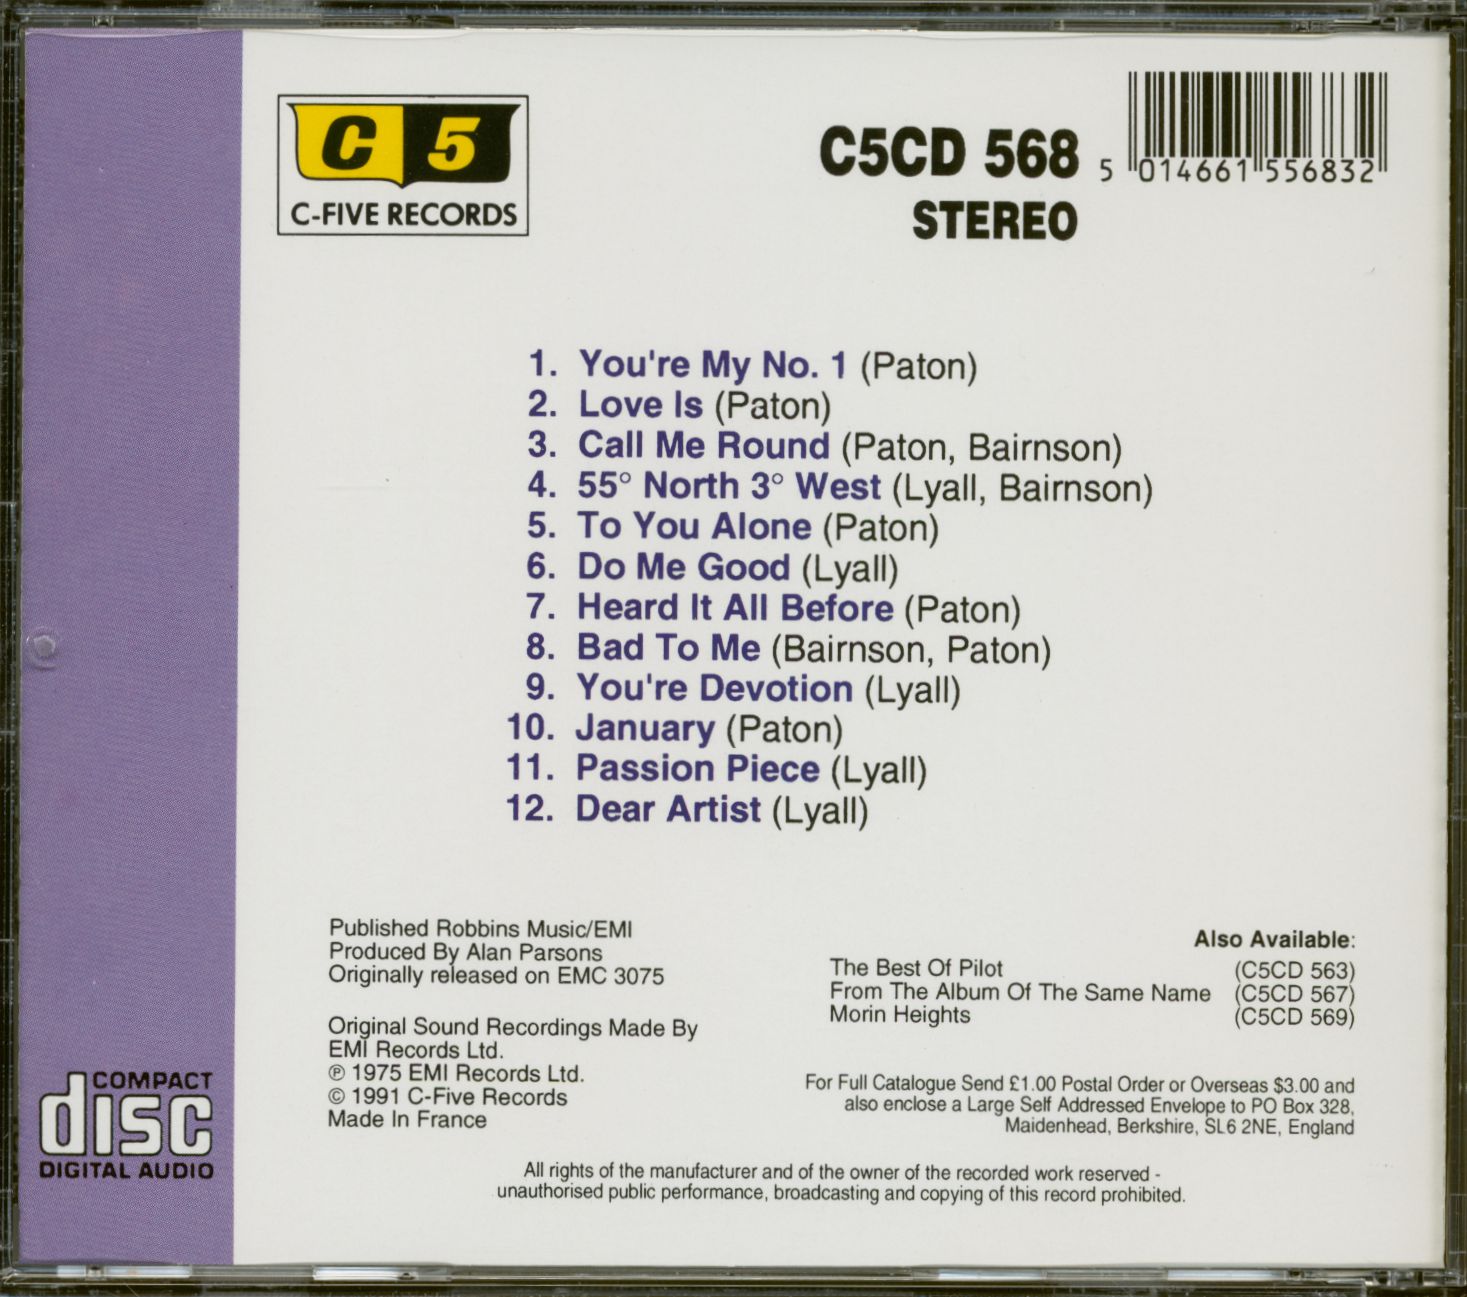 C 5
C-FIVE RECORDS
C5CD 568
STEREO
5 014661 556832
1. You're My No. 1 (Paton)
2. Love Is (Paton)
3. Call Me Round (Paton, Bairnson)
4. 55° North 3° West (Lyall, Bairnson)
5. To You Alone (Paton)
6. Do Me Good (Lyall)
7. Heard It All Before (Paton)
8. Bad To Me (Bairnson, Paton)
9. You're Devotion (Lyall)
10. January (Paton)
11. Passion Piece (Lyall)
12. Dear Artist (Lyall)
Published Robbins Music/EMI
Produced By Alan Parsons
Originally released on EMC 3075
Original Sound Recordings Made By
EMI Records Ltd.
℗ 1975 EMI Records Ltd.
© 1991 C-Five Records
Made In France
Also Available:
The Best Of Pilot (C5CD 563)
From The Album Of The Same Name (C5CD 567)
Morin Heights (C5CD 569)
For Full Catalogue Send £1.00 Postal Order or Overseas $3.00 and
also enclose a Large Self Addressed Envelope to PO Box 328,
Maidenhead, Berkshire, SL6 2NE, England
COMPACT
disc
DIGITAL AUDIO
All rights of the manufacturer and of the owner of the recorded work reserved -
unauthorised public performance, broadcasting and copying of this record prohibited.